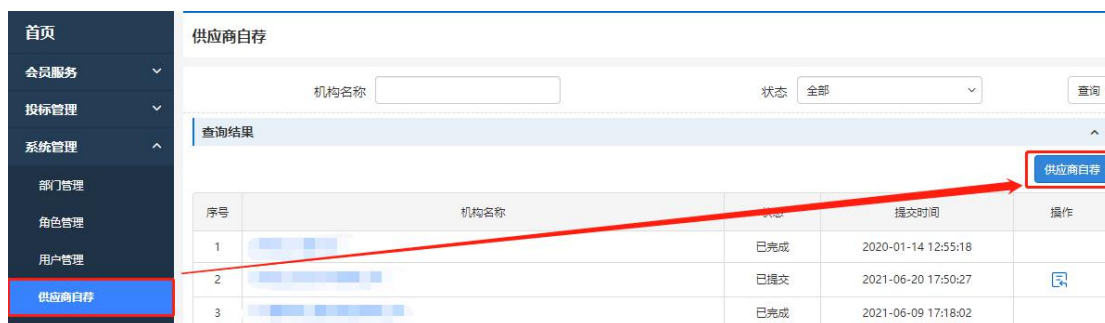 首页
会员服务
投标管理
系统管理
部门管理
角色管理
用户管理
供应商自荐
供应商自荐
机构名称
状态 全部
查询
查询结果
供应商自荐
序号 机构名称 状态 提交时间 操作
1 已完成 2020-01-14 12:55:18
2 已提交 2021-06-20 17:50:27
3 已完成 2021-06-09 17:18:02